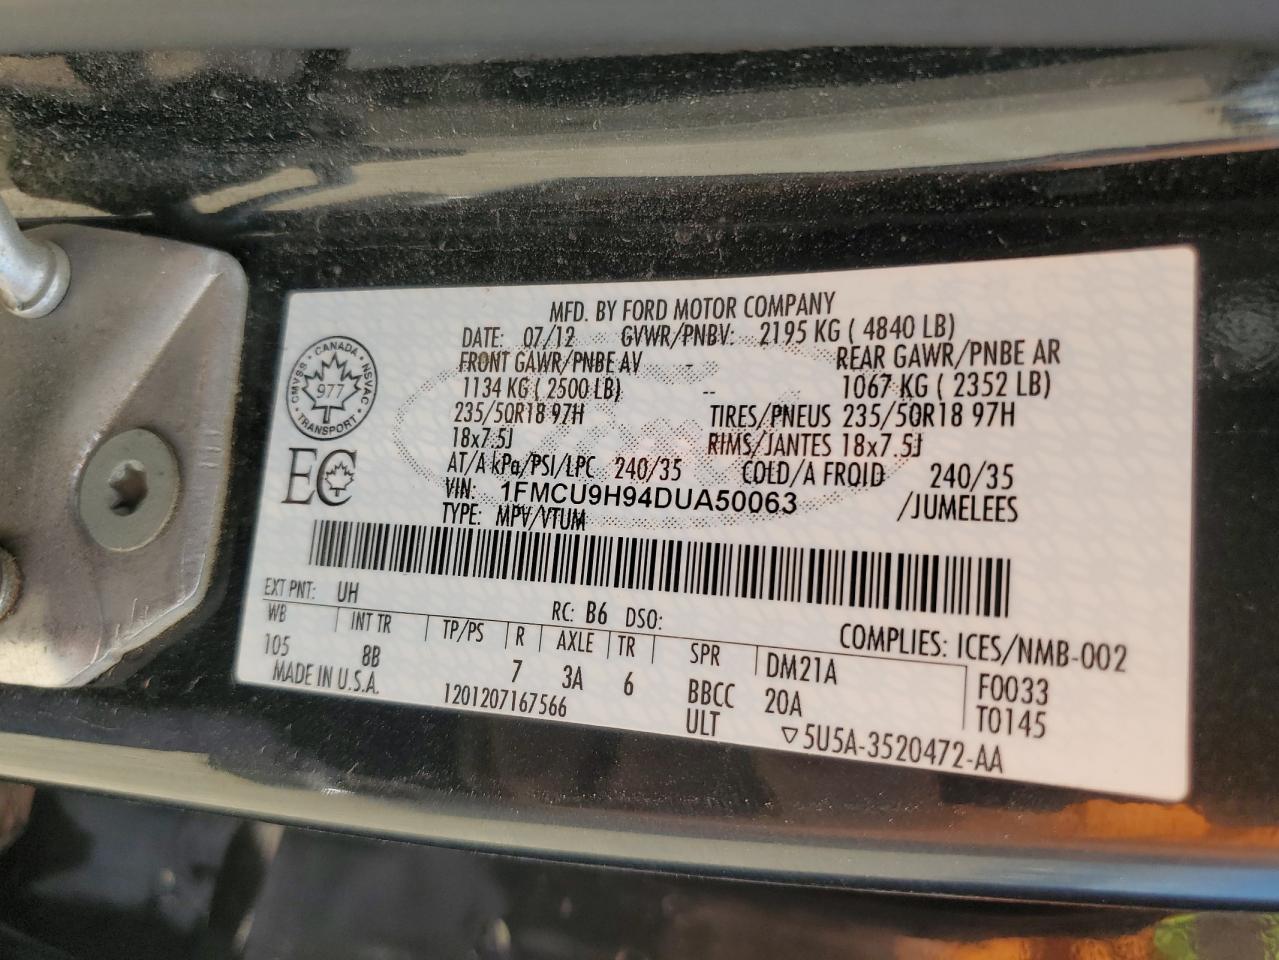 MFD. BY FORD MOTOR COMPANY
DATE: 07/12 GVWR/PNBV: 2195 KG ( 4840 LB)
FRONT GAWR/PNBE AV - REAR GAWR/PNBE AR
1134 KG ( 2500 LB) -- 1067 KG ( 2352 LB)
235/50R18 97H TIRES/PNEUS 235/50R18 97H
18x7.5J RIMS/JANTES 18x7.5J
AT/A kPa/PSI/LPC 240/35 COLD/A FROID 240/35
VIN: 1FMCU9H94DUA50063 /JUMELEES
TYPE: MPV/VTUM
CANADA
CMVSS • NSVAC
977
TRANSPORT
EC
EXT PNT: UH RC: B6 DSO:
WB INT TR TP/PS R AXLE TR SPR COMPLIES: ICES/NMB-002
105 8B 7 3A 6 BBCC DM21A F0033
MADE IN U.S.A. 1201207167566 ULT 20A T0145
▽5U5A-3520472-AA